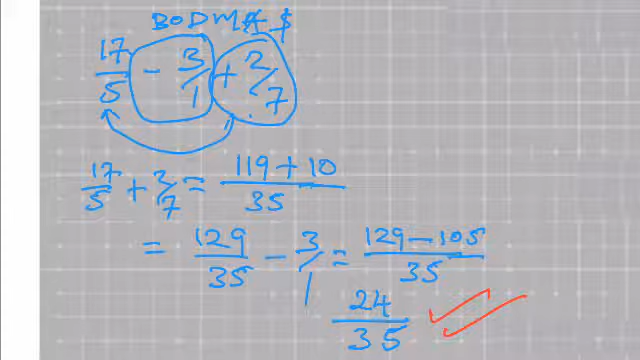 BODMAS
17/5 - 3/1 + 2/7
17/5 + 2/7 = 119 + 10 / 35
= 129/35 - 3/1 = 129 - 105 / 35
24/35